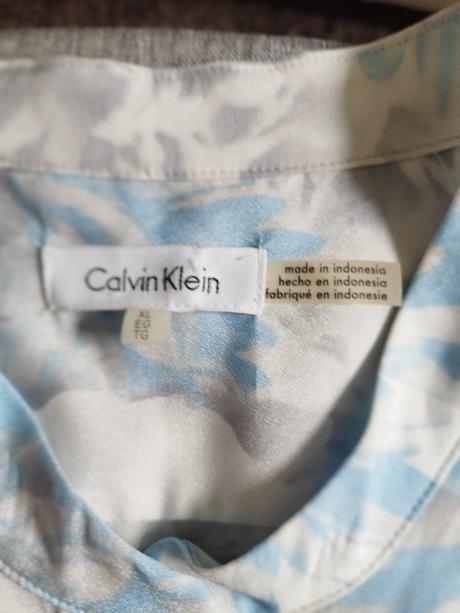 Calvin Klein
made in indonesia
hecho en indonesia
fabriqué en indonesie
XL
EG
TG